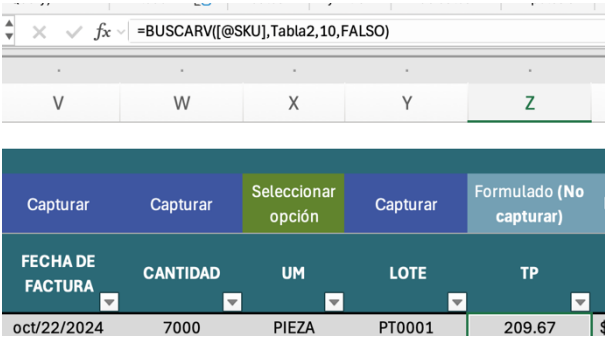 fx =BUSCARV([@SKU],Tabla2,10,FALSO)
V W X Y Z
Capturar Capturar Seleccionar opción Capturar Formulado (No capturar)
FECHA DE FACTURA CANTIDAD UM LOTE TP
oct/22/2024 7000 PIEZA PT0001 209.67 $